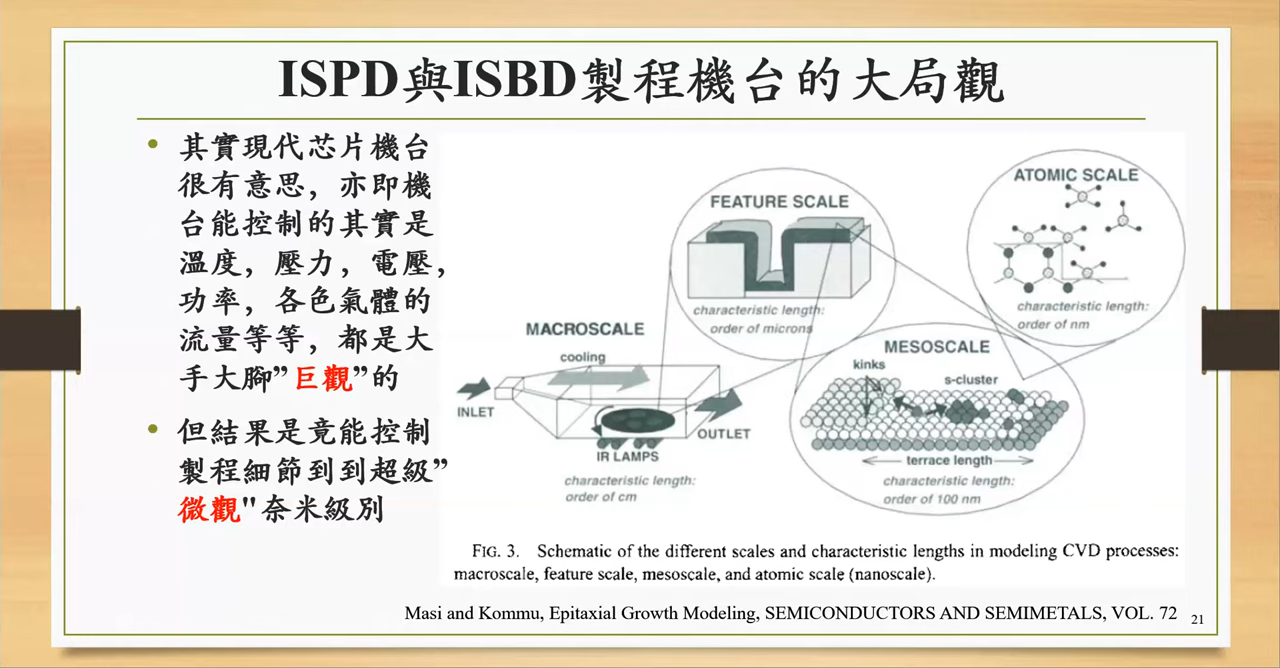 ISPD與ISBD製程機台的大局觀
• 其實現代芯片機台
很有意思，亦即機
台能控制的其實是
溫度，壓力，電壓，
功率，各色氣體的
流量等等，都是大
手大腳”巨觀”的
• 但結果是竟能控制
製程細節到到超級”
微觀"奈米級別
MACROSCALE
cooling
INLET
OUTLET
IR LAMPS
characteristic length:
order of cm
FEATURE SCALE
characteristic length:
order of microns
MESOSCALE
kinks
s-cluster
terrace length
characteristic length:
order of 100 nm
ATOMIC SCALE
characteristic length:
order of nm
FIG. 3. Schematic of the different scales and characteristic lengths in modeling CVD processes:
macroscale, feature scale, mesoscale, and atomic scale (nanoscale).
Masi and Kommu, Epitaxial Growth Modeling, SEMICONDUCTORS AND SEMIMETALS, VOL. 72
21